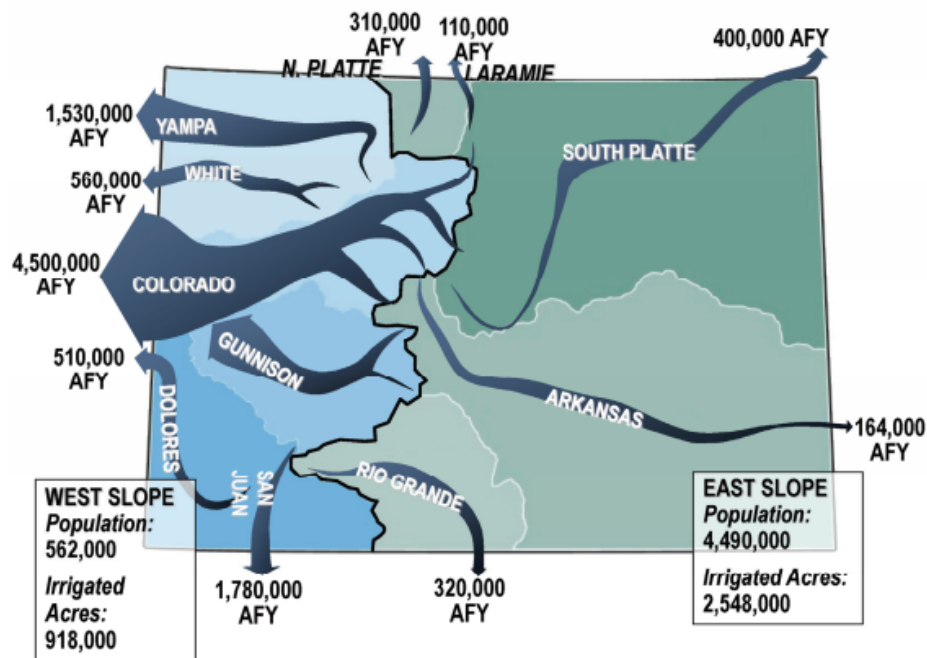 310,000
AFY
110,000
AFY
400,000 AFY
N. PLATTE
LARAMIE
1,530,000
AFY
YAMPA
SOUTH PLATTE
560,000
AFY
WHITE
4,500,000
AFY
COLORADO
510,000
AFY
GUNNISON
DOLORES
ARKANSAS
164,000
AFY
SAN
JUAN
RIO GRANDE
WEST SLOPE
Population:
562,000
Irrigated
Acres:
918,000
EAST SLOPE
Population:
4,490,000
Irrigated Acres:
2,548,000
1,780,000
AFY
320,000
AFY